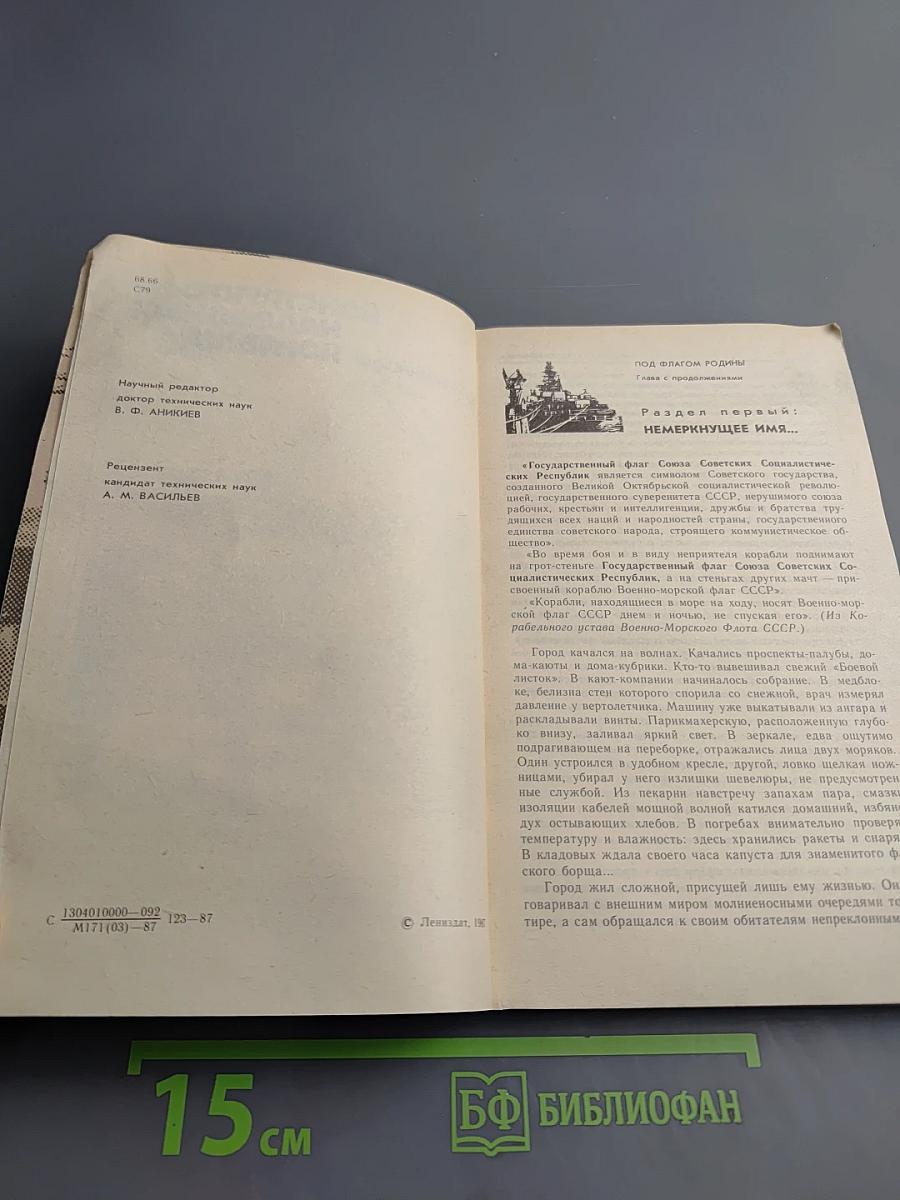 68.66
С79
Научный редактор
доктор технических наук
В. Ф. АНИКИЕВ
Рецензент
кандидат технических наук
А. М. ВАСИЛЬЕВ
С 1304010000—092 123—87
М171(03)—87
© Лениздат, 198
ПОД ФЛАГОМ РОДИНЫ
Глава с продолжениями
Раздел первый:
НЕМЕРКНУЩЕЕ ИМЯ...
«Государственный флаг Союза Советских Социалистиче-
ских Республик является символом Советского государства,
созданного Великой Октябрьской социалистической револю-
цией, государственного суверенитета СССР, нерушимого союза
рабочих, крестьян и интеллигенции, дружбы и братства тру-
дящихся всех наций и народностей страны, государственного
единства советского народа, строящего коммунистическое об-
щество».
«Во время боя и в виду неприятеля корабли поднимают
на грот-стеньге Государственный флаг Союза Советских Со-
циалистических Республик, а на стеньгах других мачт — при-
своенный кораблю Военно-морской флаг СССР».
«Корабли, находящиеся в море на ходу, носят Военно-мор-
ской флаг СССР днем и ночью, не спуская его». (Из Ко-
рабельного устава Военно-Морского Флота СССР.)
Город качался на волнах. Качались проспекты-палубы, до-
ма-каюты и дома-кубрики. Кто-то вывешивал свежий «Боевой
листок». В кают-компании начиналось собрание. В медбло-
ке, белизна стен которого спорила со снежной, врач измерял
давление у вертолетчика. Машину уже выкатывали из ангара и
раскладывали винты. Парикмахерскую, расположенную глубо-
ко внизу, заливал яркий свет. В зеркале, едва ощутимо
подрагивающем на переборке, отражались лица двух моряков.
Один устроился в удобном кресле, другой, ловко щелкая нож-
ницами, убирал у него излишки шевелюры, не предусмотрен
ные службой. Из пекарни навстречу запахам пара, смазки
изоляции кабелей мощной волной катился домашний, избян
дух остывающих хлебов. В погребах внимательно проверя
температуру и влажность: здесь хранились ракеты и снаря
В кладовых ждала своего часа капуста для знаменитого ф
ского борща...
Город жил сложной, присущей лишь ему жизнью. Он
говаривал с внешним миром молниеносными очередями то
тире, а сам обращался к своим обитателям непреклонным
15 см
БФ БИБЛИОФАН